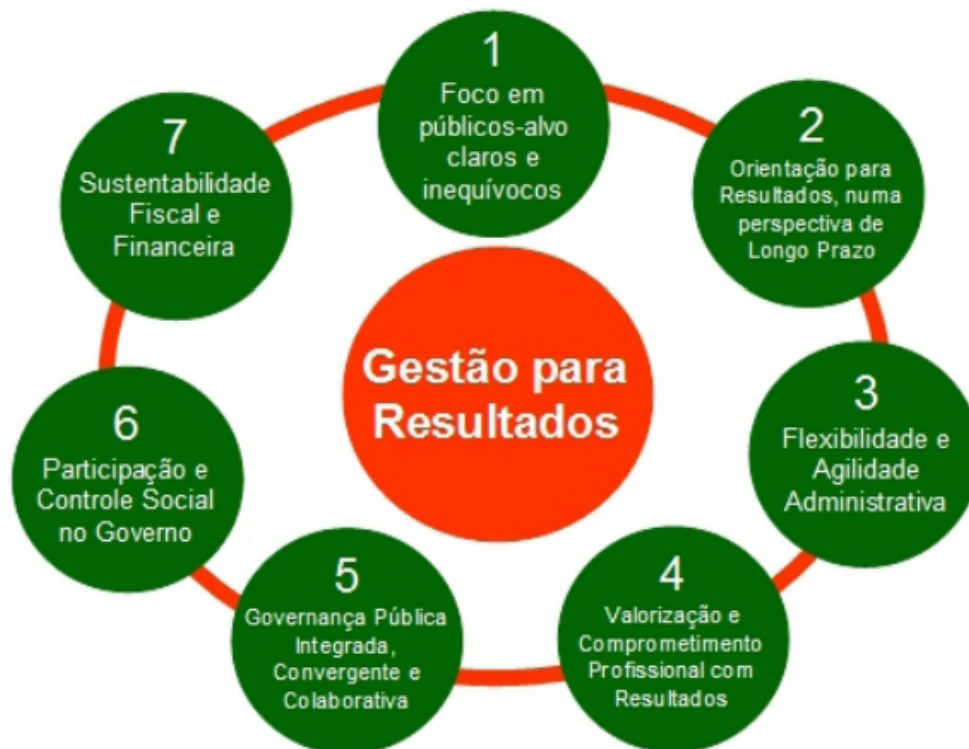 1
Foco em
públicos-alvo
claros e
inequívocos
2
Orientação para
Resultados, numa
perspectiva de
Longo Prazo
3
Flexibilidade e
Agilidade
Administrativa
4
Valorização e
Comprometimento
Profissional com
Resultados
5
Governança Pública
Integrada,
Convergente e
Colaborativa
6
Participação e
Controle Social
no Governo
7
Sustentabilidade
Fiscal e
Financeira
Gestão para
Resultados